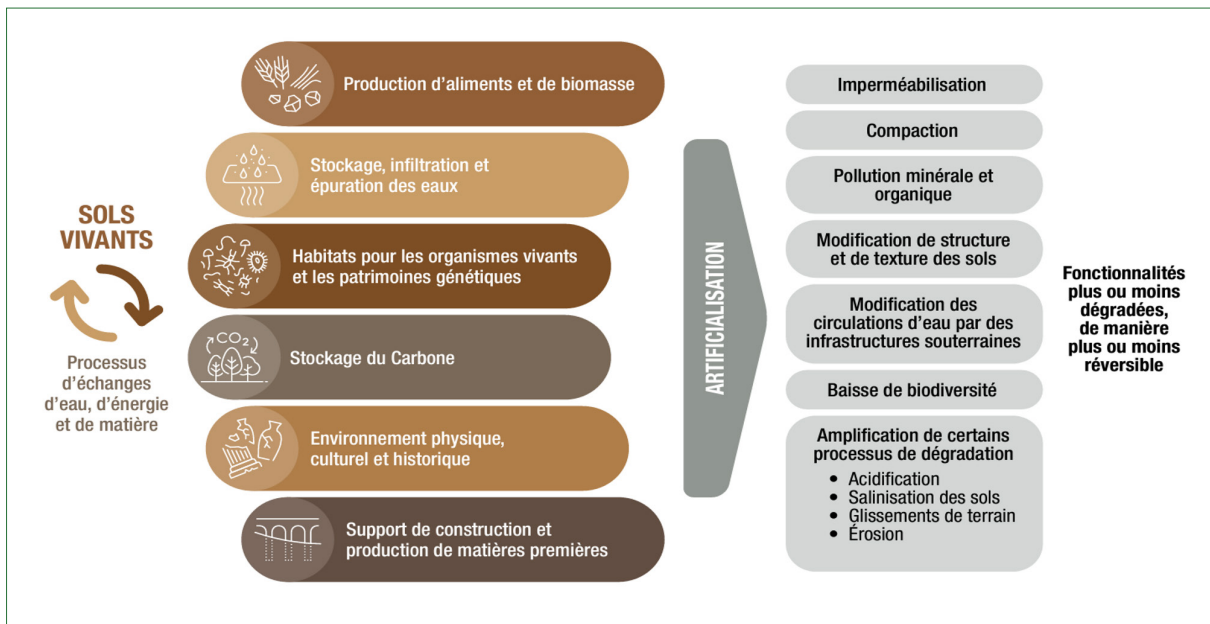 SOLS
VIVANTS
Processus
d'échanges
d'eau, d'énergie
et de matière
Production d'aliments et de biomasse
Stockage, infiltration et
épuration des eaux
Habitats pour les organismes vivants
et les patrimoines génétiques
CO2
Stockage du Carbone
Environnement physique,
culturel et historique
Support de construction et
production de matières premières
ARTIFICIALISATION
Imperméabilisation
Compaction
Pollution minérale et
organique
Modification de structure
et de texture des sols
Modification des
circulations d'eau par des
infrastructures souterraines
Baisse de biodiversité
Amplification de certains
processus de dégradation
• Acidification
• Salinisation des sols
• Glissements de terrain
• Érosion
Fonctionnalités
plus ou moins
dégradées,
de manière
plus ou moins
réversible